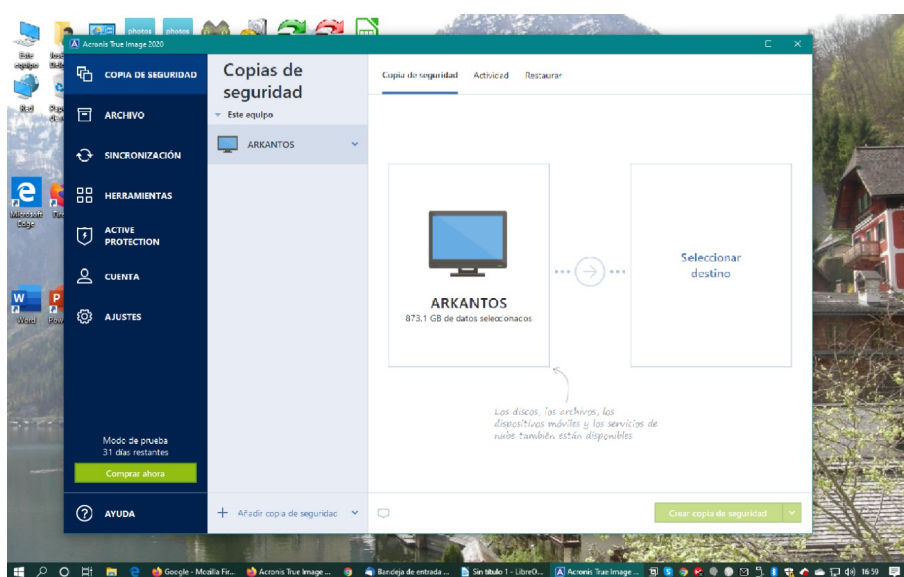 photos
photos
Acronis True Image 2020
Este
equipo
Red
Microsoft
Edge
Word
COPIA DE SEGURIDAD
ARCHIVO
SINCRONIZACIÓN
HERRAMIENTAS
ACTIVE
PROTECTION
CUENTA
AJUSTES
Modo de prueba
31 días restantes
Comprar ahora
AYUDA
Copias de
seguridad
Este equipo
ARKANTOS
Añadir copia de seguridad
Copia de seguridad Actividad Restaurar
ARKANTOS
873,1 GB de datos seleccionados
Seleccionar
destino
Los discos, los archivos, los
dispositivos móviles y los servicios de
nube también están disponibles
Crear copia de seguridad
Google - Mozilla Fir... Acronis True Image ... Bandeja de entrada ... Sin título 1 - LibreO... Acronis True Image ... 16:59